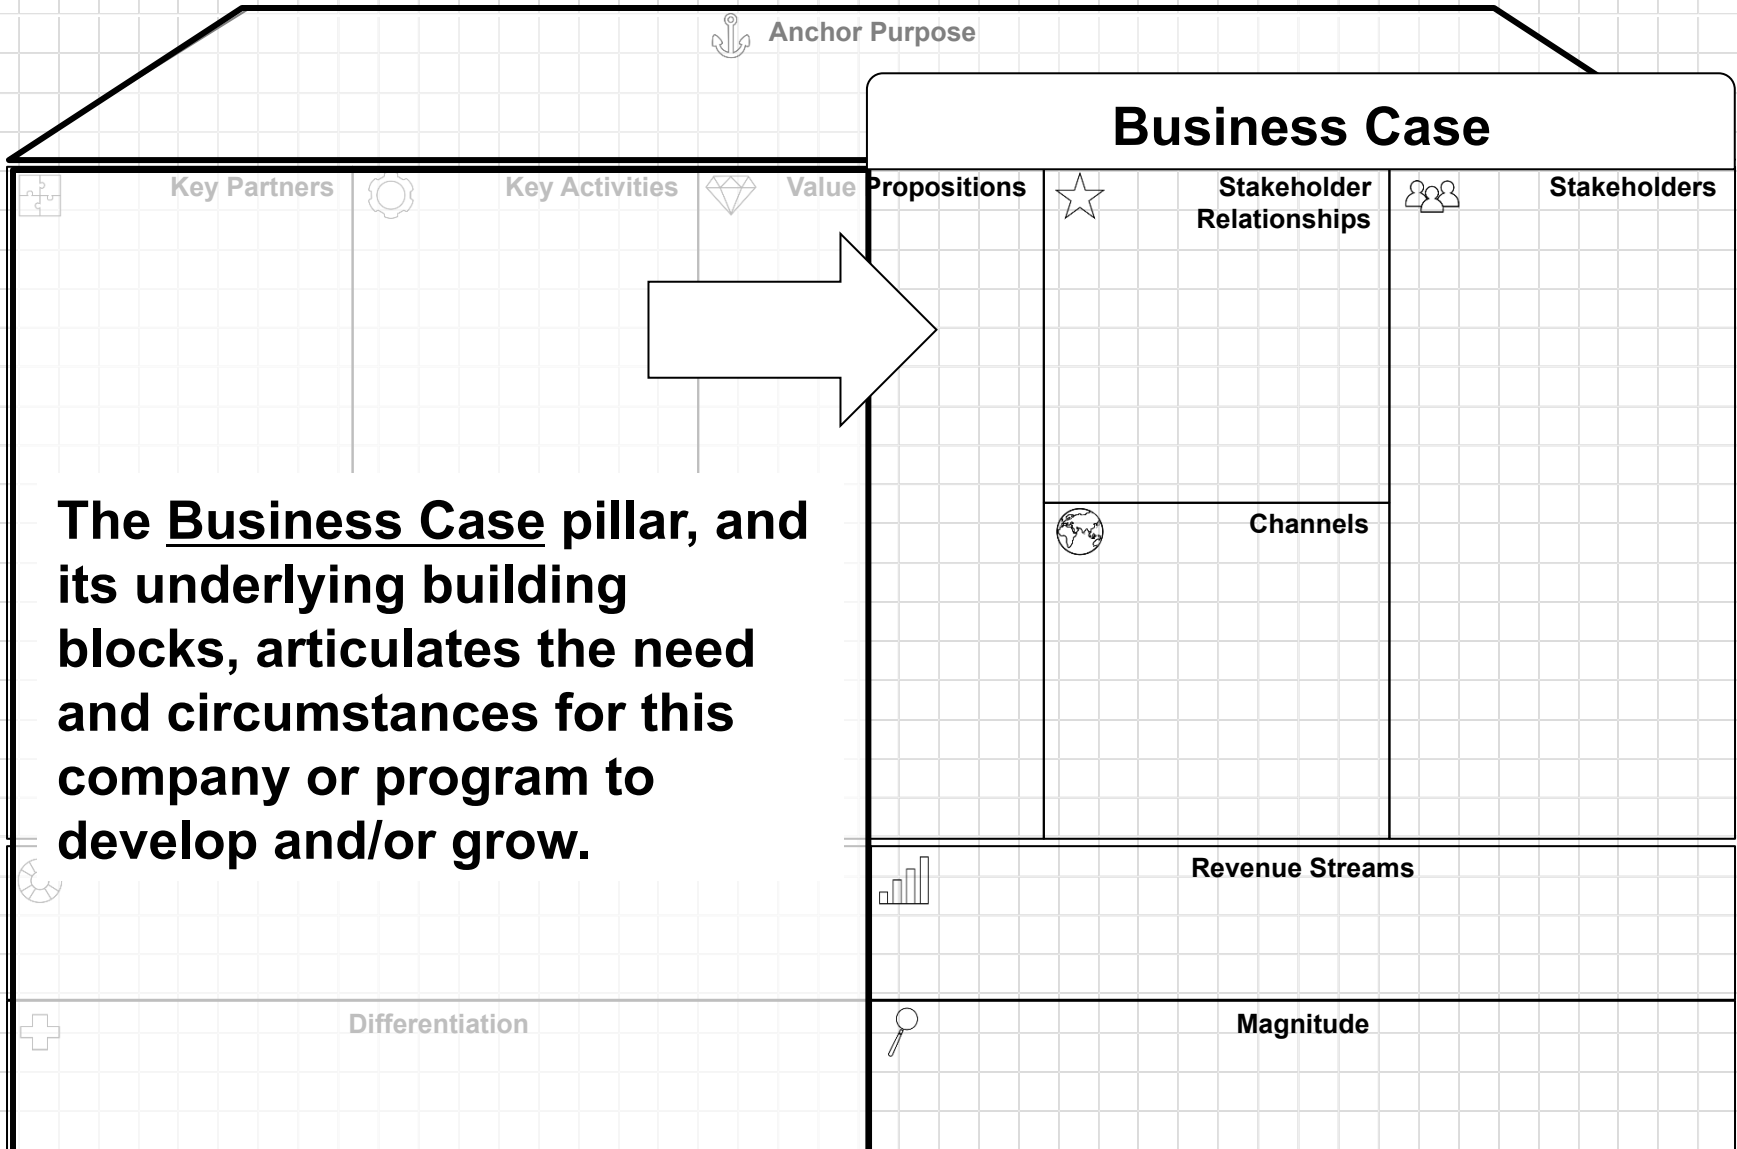 Anchor Purpose
Business Case
Key Partners
Key Activities
Value Propositions
Stakeholder
Relationships
Stakeholders
The Business Case pillar, and
its underlying building
blocks, articulates the need
and circumstances for this
company or program to
develop and/or grow.
Channels
Revenue Streams
Differentiation
Magnitude